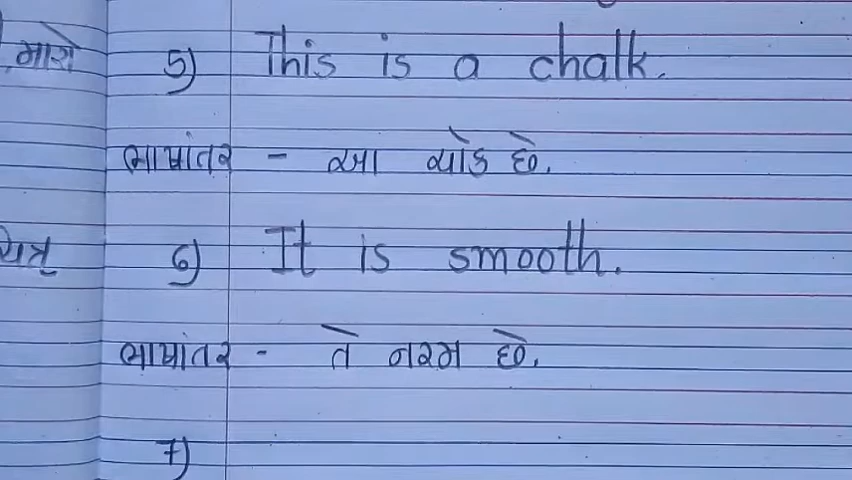 મારો
5) This is a chalk.
ભાષાંતર - આ ચોક છે.
ચિત્ર
6) It is smooth.
ભાષાંતર - તે નરમ છે.
7)